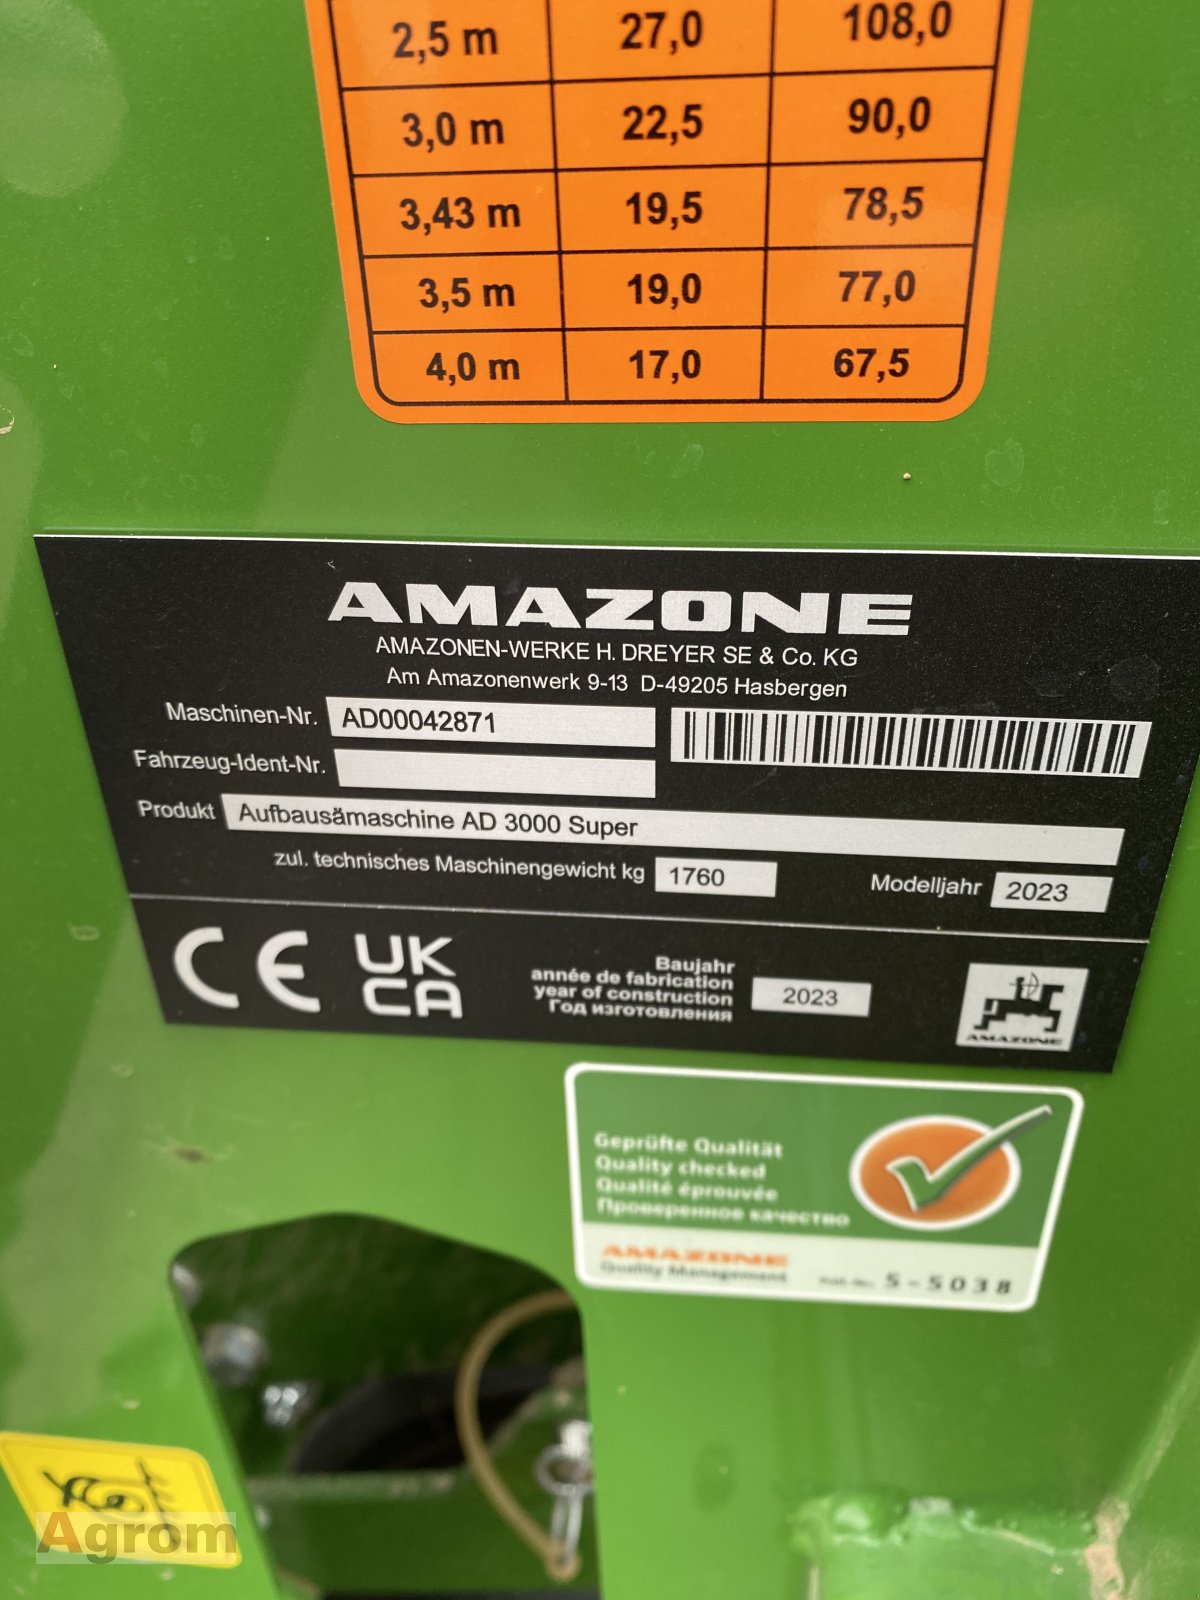 2,5 m 27,0 108,0
3,0 m 22,5 90,0
3,43 m 19,5 78,5
3,5 m 19,0 77,0
4,0 m 17,0 67,5
AMAZONE
AMAZONEN-WERKE H. DREYER SE & Co. KG
Am Amazonenwerk 9-13 D-49205 Hasbergen
Maschinen-Nr. AD00042871
Fahrzeug-Ident-Nr.
Produkt Aufbausämaschine AD 3000 Super
zul. technisches Maschinengewicht kg 1760 Modelljahr 2023
CE UK CA
Baujahr
année de fabrication
year of construction
Год изготовления
2023
AMAZONE
Geprüfte Qualität
Quality checked
Qualité éprouvée
Проверенное качество
AMAZONE
Quality Management
S-5038
Agrom